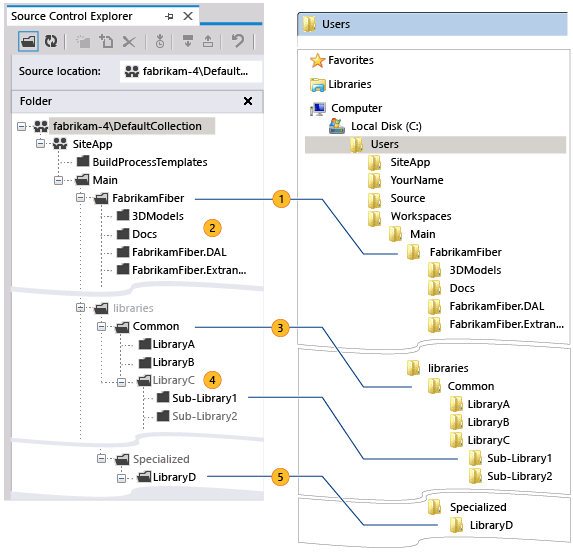 Source Control Explorer
Source location: fabrikam-4\Default...
Folder
fabrikam-4\DefaultCollection
SiteApp
BuildProcessTemplates
Main
FabrikamFiber
3DModels
Docs
FabrikamFiber.DAL
FabrikamFiber.Extran...
libraries
Common
LibraryA
LibraryB
LibraryC
Sub-Library1
Sub-Library2
Specialized
LibraryD
1
2
3
4
5
Users
Favorites
Libraries
Computer
Local Disk (C:)
Users
SiteApp
YourName
Source
Workspaces
Main
FabrikamFiber
3DModels
Docs
FabrikamFiber.DAL
FabrikamFiber.Extran...
libraries
Common
LibraryA
LibraryB
LibraryC
Sub-Library1
Sub-Library2
Specialized
LibraryD